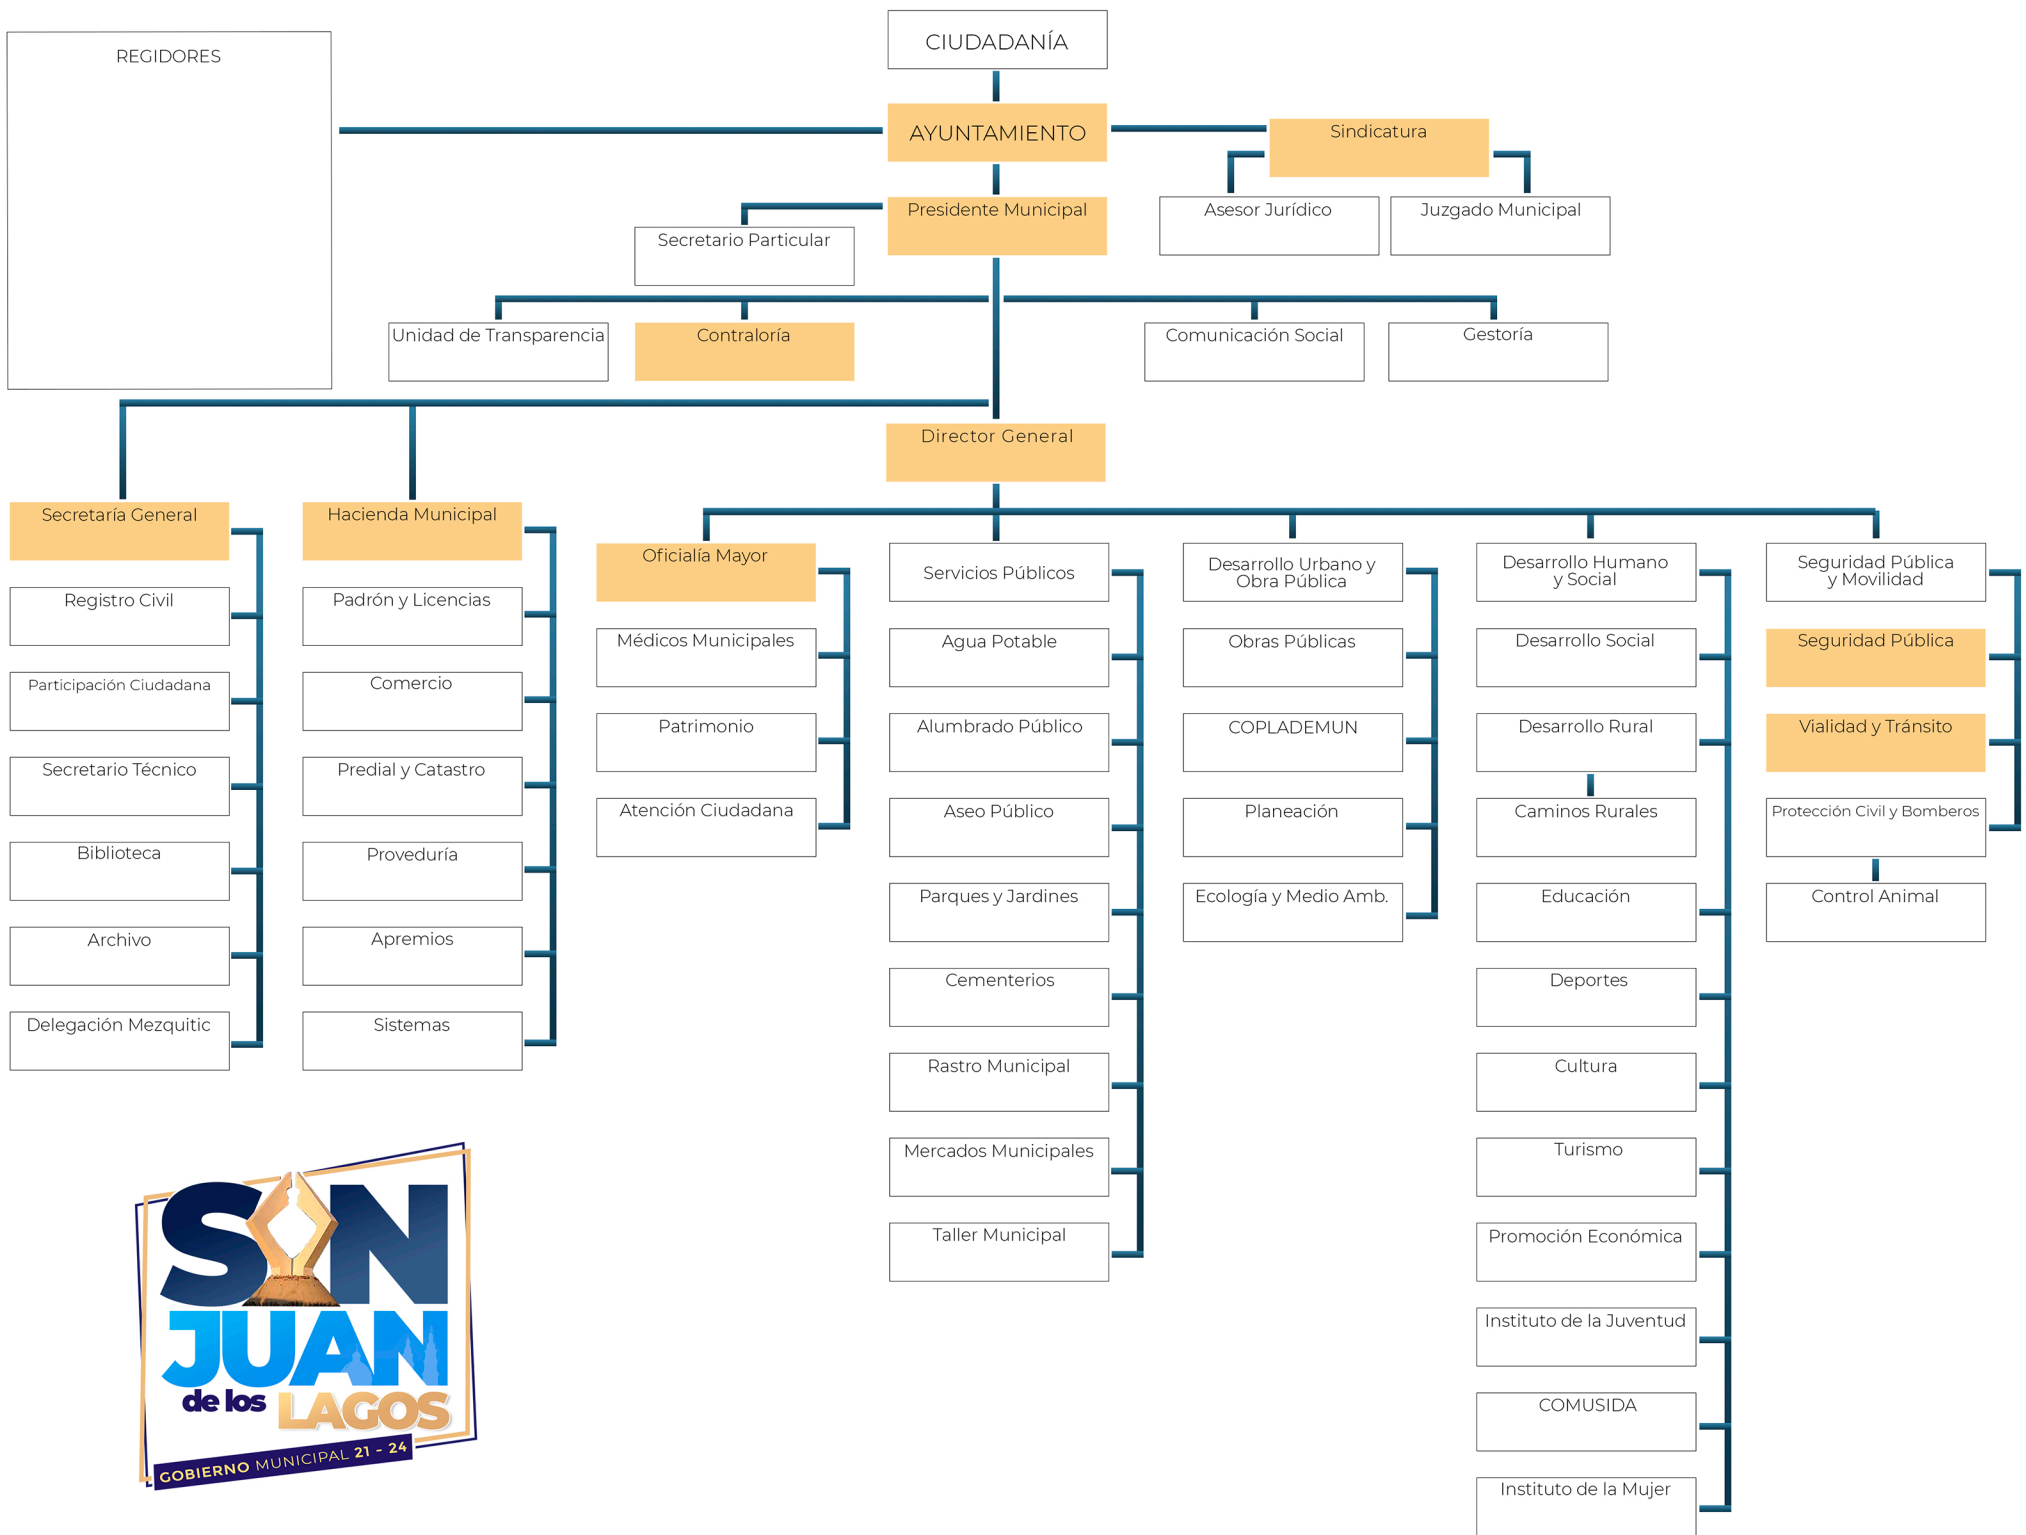 CIUDADANÍA
REGIDORES
AYUNTAMIENTO
Sindicatura
Presidente Municipal
Asesor Jurídico
Juzgado Municipal
Secretario Particular
Unidad de Transparencia
Contraloría
Comunicación Social
Gestoría
Director General
Secretaría General
Registro Civil
Participación Ciudadana
Secretario Técnico
Biblioteca
Archivo
Delegación Mezquitic
Hacienda Municipal
Padrón y Licencias
Comercio
Predial y Catastro
Proveduría
Apremios
Sistemas
Oficialía Mayor
Médicos Municipales
Patrimonio
Atención Ciudadana
Servicios Públicos
Agua Potable
Alumbrado Público
Aseo Público
Parques y Jardines
Cementerios
Rastro Municipal
Mercados Municipales
Taller Municipal
Desarrollo Urbano y
Obra Pública
Obras Públicas
COPLADEMUN
Planeación
Ecología y Medio Amb.
Desarrollo Humano
y Social
Desarrollo Social
Desarrollo Rural
Caminos Rurales
Educación
Deportes
Cultura
Turismo
Promoción Económica
Instituto de la Juventud
COMUSIDA
Instituto de la Mujer
Seguridad Pública
y Movilidad
Seguridad Pública
Vialidad y Tránsito
Protección Civil y Bomberos
Control Animal
SAN
JUAN
de los LAGOS
GOBIERNO MUNICIPAL 21 - 24